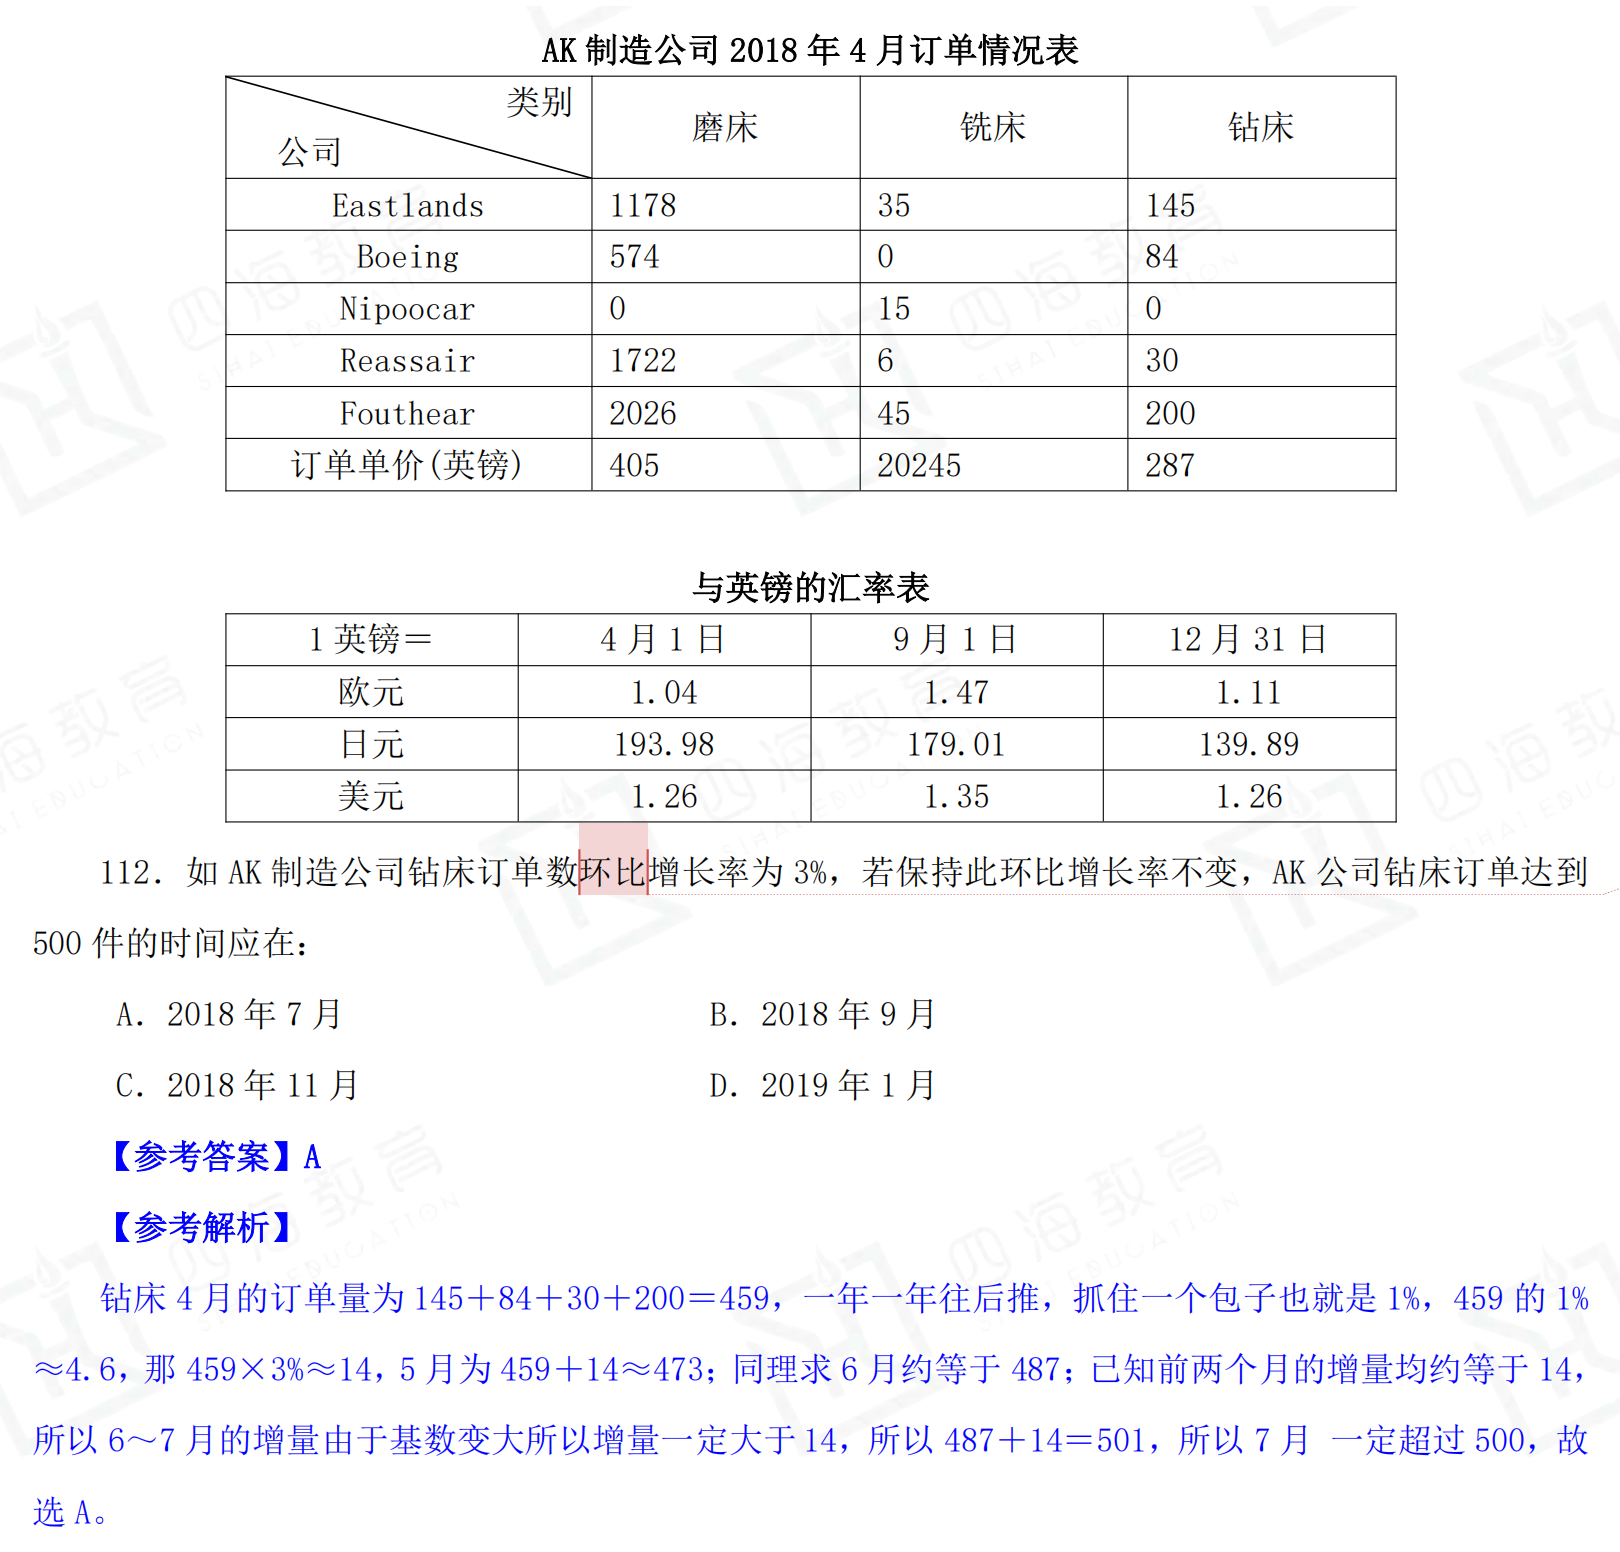 AK 制造公司 2018 年 4 月订单情况表
类别 磨床 铣床 钻床
公司
Eastlands 1178 35 145
Boeing 574 0 84
Nipoocar 0 15 0
Reassair 1722 6 30
Fouthear 2026 45 200
订单单价(英镑) 405 20245 287
与英镑的汇率表
1 英镑＝ 4 月 1 日 9 月 1 日 12 月 31 日
欧元 1.04 1.47 1.11
日元 193.98 179.01 139.89
美元 1.26 1.35 1.26
112. 如 AK 制造公司钻床订单数环比增长率为 3%，若保持此环比增长率不变，AK 公司钻床订单达到
500 件的时间应在：
A. 2018 年 7 月 B. 2018 年 9 月
C. 2018 年 11 月 D. 2019 年 1 月
【参考答案】A
【参考解析】
钻床 4 月的订单量为 145＋84＋30＋200＝459，一年一年往后推，抓住一个包子也就是 1%，459 的 1%
≈4.6，那 459×3%≈14，5 月为 459＋14≈473；同理求 6 月约等于 487；已知前两个月的增量均约等于 14，
所以 6～7 月的增量由于基数变大所以增量一定大于 14，所以 487＋14＝501，所以 7 月 一定超过 500，故
选 A。
四海教育
SIHAI EDUCATION